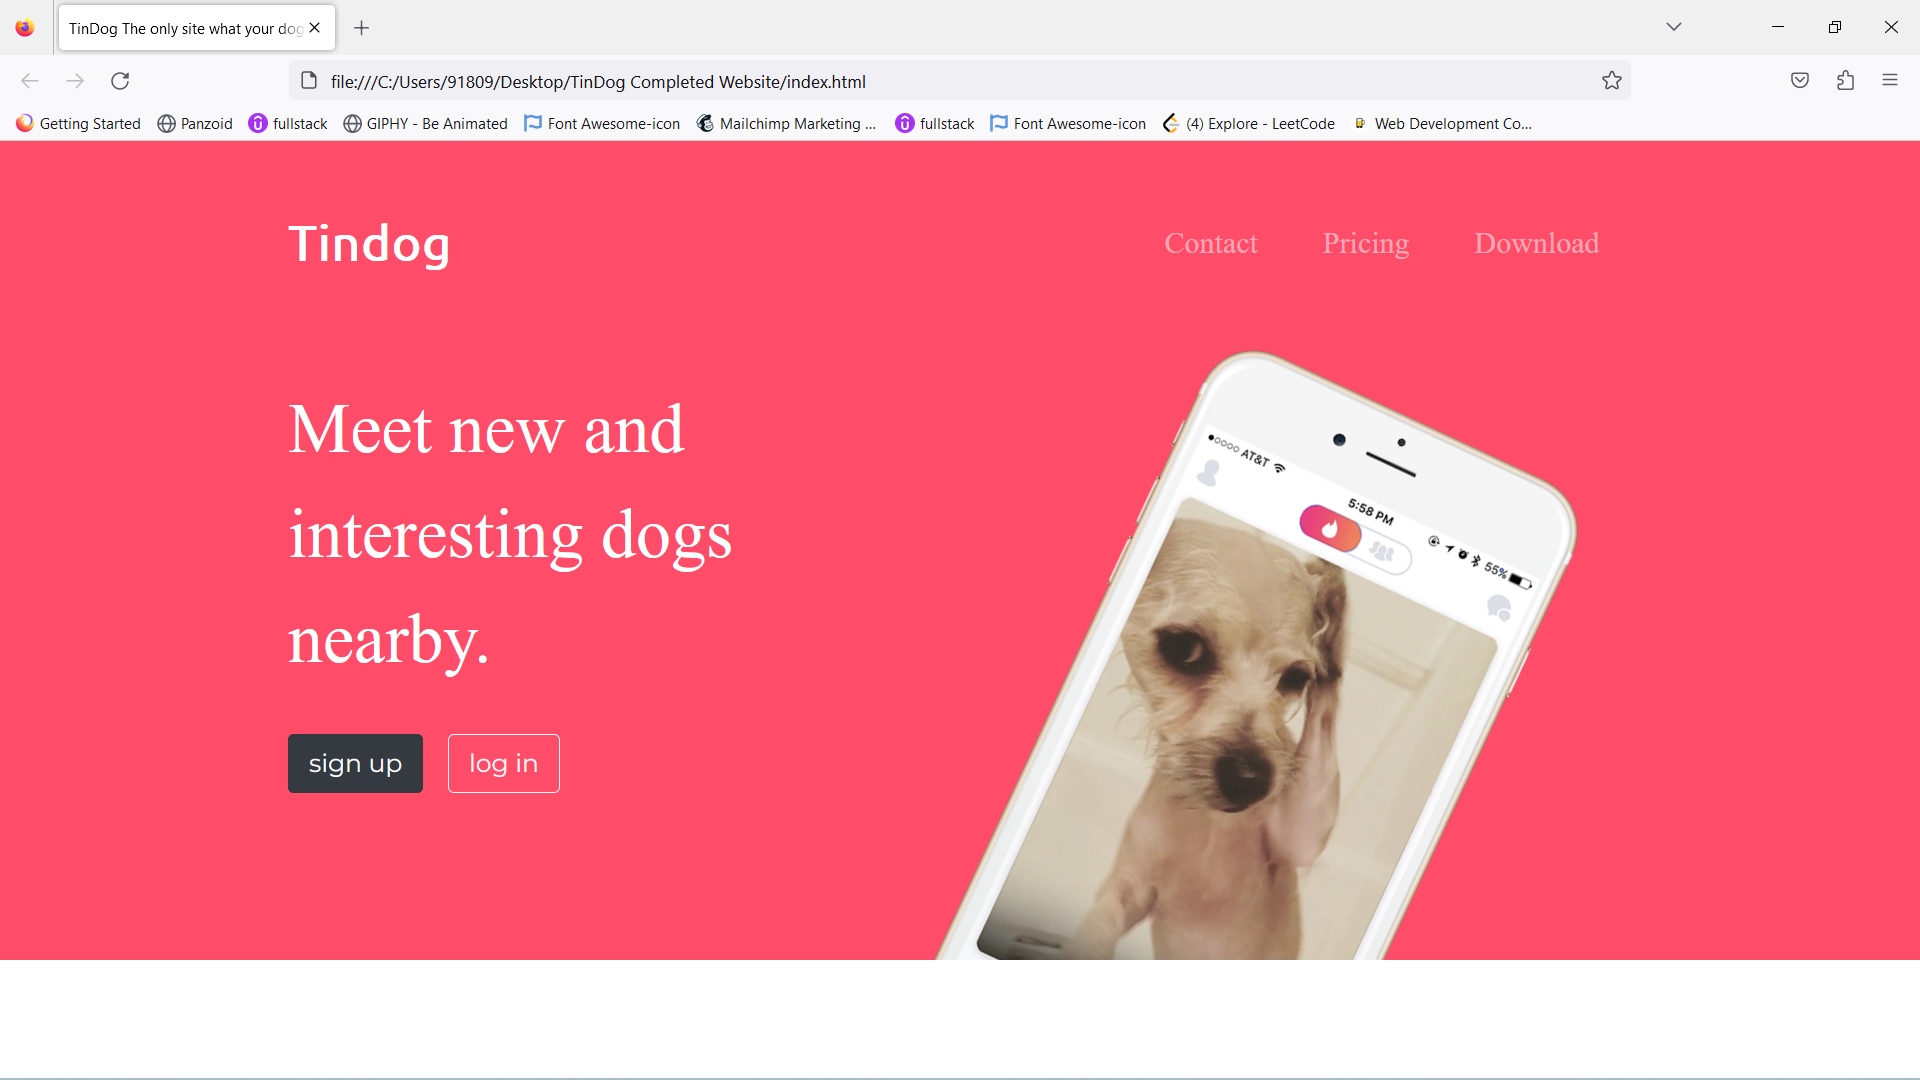 TinDog The only site what your dog
file:///C:/Users/91809/Desktop/TinDog Completed Website/index.html
Getting Started Panzoid fullstack GIPHY - Be Animated Font Awesome-icon Mailchimp Marketing ... fullstack Font Awesome-icon (4) Explore - LeetCode Web Development Co...
Tindog Contact Pricing Download
Meet new and
interesting dogs
nearby.
sign up log in
AT&T
5:58 PM
55%